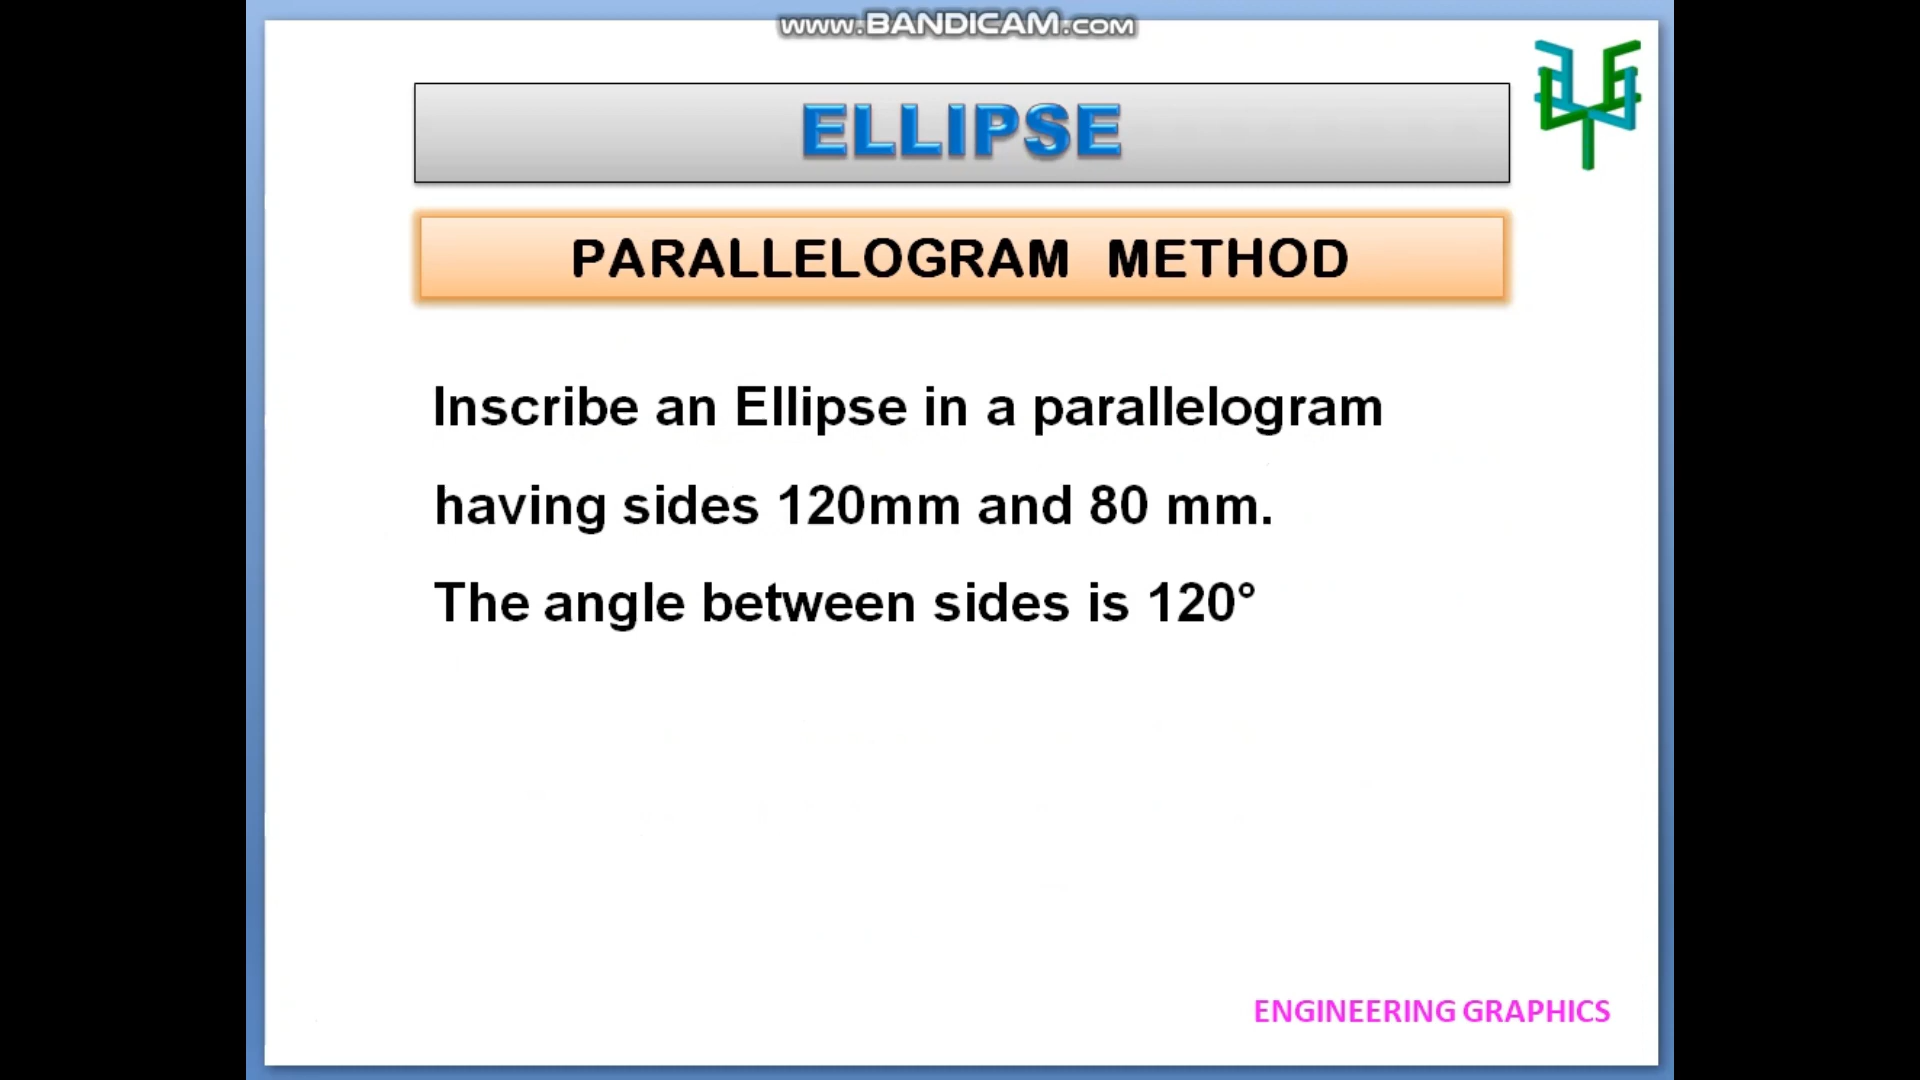 www.BANDICAM.com
ELLIPSE
PARALLELOGRAM METHOD
Inscribe an Ellipse in a parallelogram
having sides 120mm and 80 mm.
The angle between sides is 120°
ENGINEERING GRAPHICS